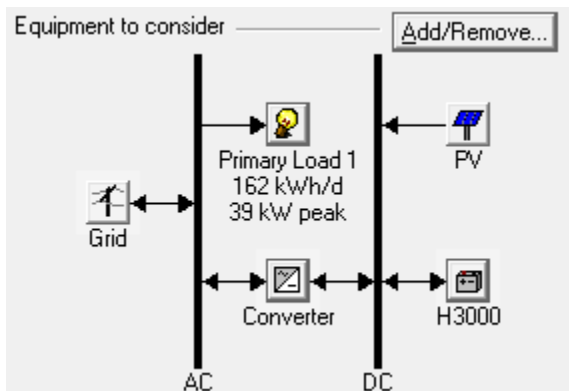 Equipment to consider
Add/Remove...
Primary Load 1
162 kWh/d
39 kW peak
PV
Grid
Converter
H3000
AC
DC